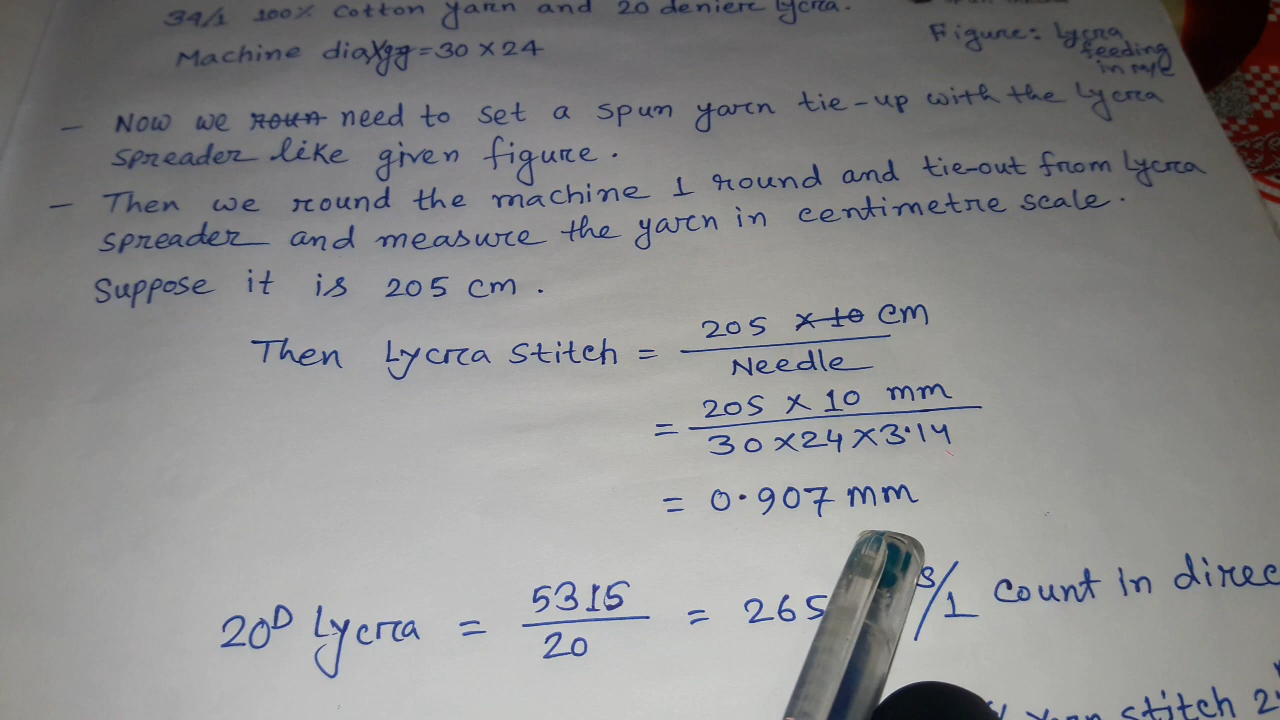 34/1 100% cotton yarn and 20 deniere lycra.
Machine diaxgg=30 x 24
Figure: lycra
feeding
in m/c
- Now we need to set a spun yarn tie-up with the lycra
spreader like given figure.
- Then we round the machine 1 round and tie-out from lycra
spreader and measure the yarn in centimetre scale.
Suppose it is 205 cm.
Then Lycra stitch = 205 cm / Needle
= 205 x 10 mm / 30 x 24 x 3.14
= 0.907 mm
20D Lycra = 5315 / 20 = 265 s/1 count in direc
Yarn stitch 2